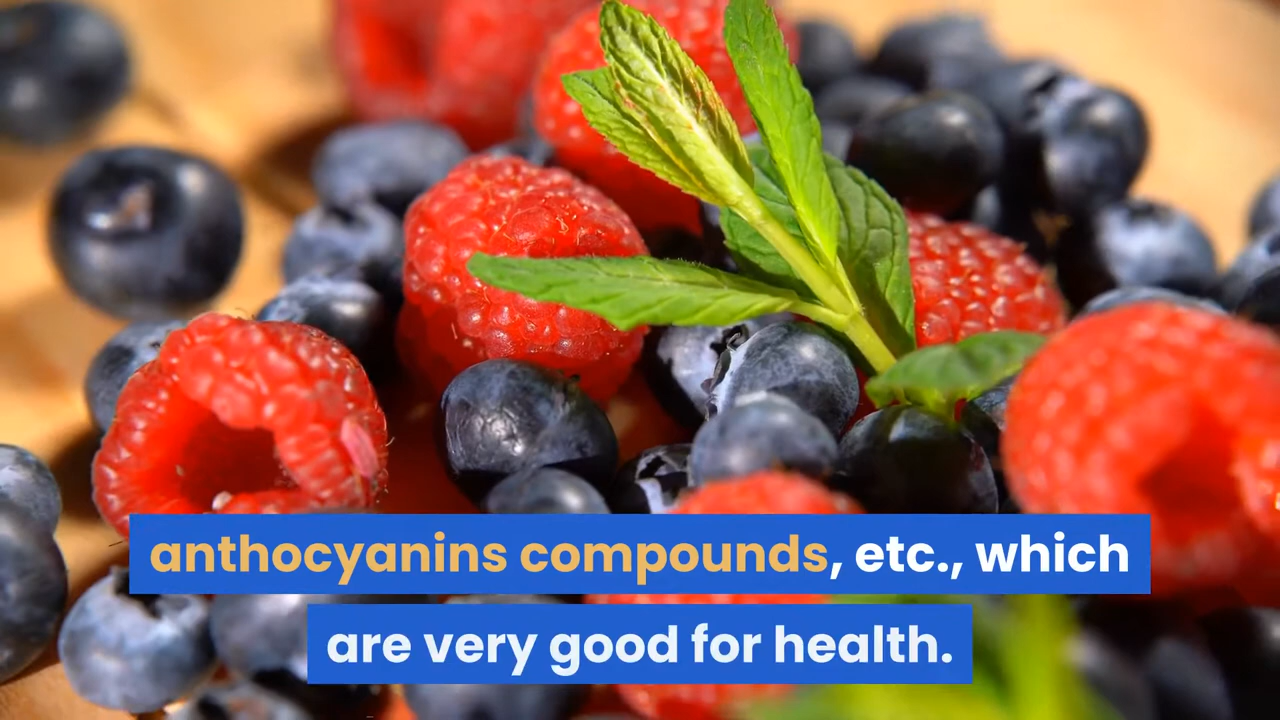 anthocyanins compounds, etc., which
are very good for health.